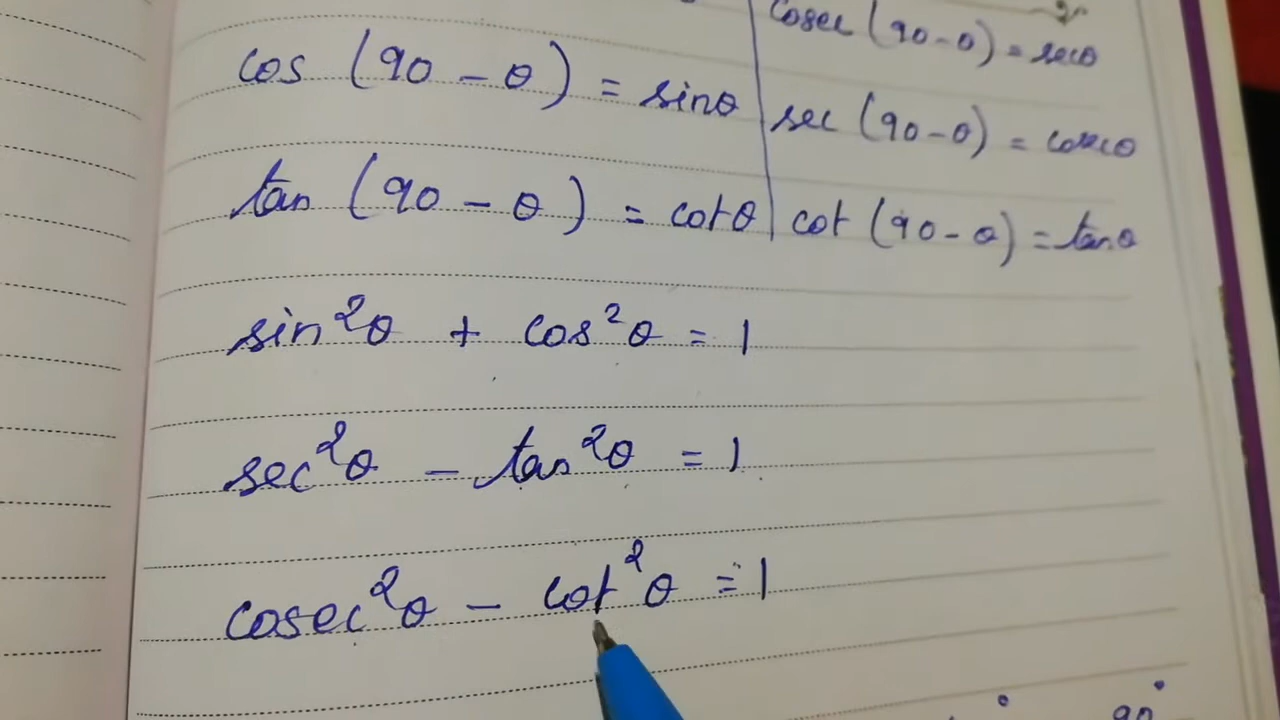 cosec (90-θ) = secθ
cos (90 - θ) = sinθ
sec (90-θ) = cosecθ
tan (90 - θ) = cotθ
cot (90-θ) = tanθ
sin²θ + cos²θ = 1
sec²θ - tan²θ = 1
cosec²θ - cot²θ = 1
90°